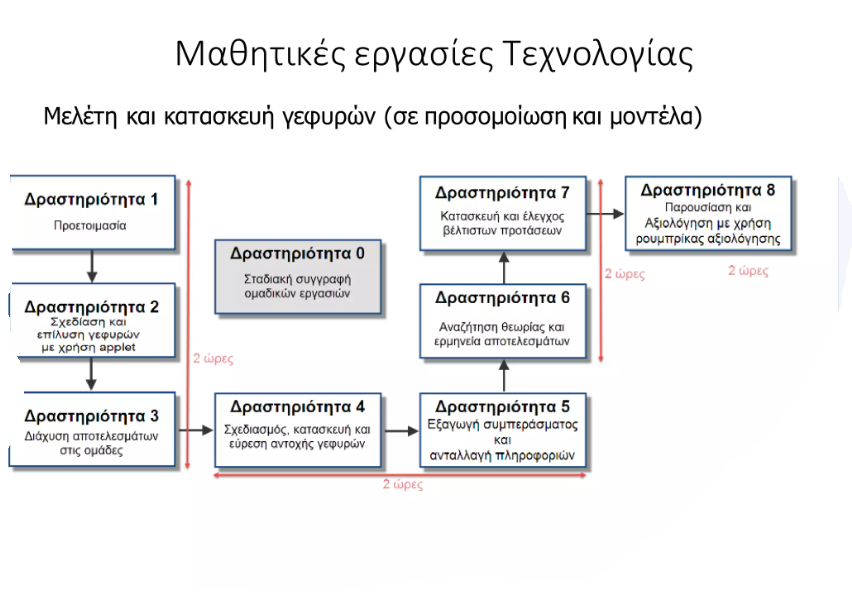 Μαθητικές εργασίες Τεχνολογίας
Μελέτη και κατασκευή γεφυρών (σε προσομοίωση και μοντέλα)
Δραστηριότητα 1
Προετοιμασία
Δραστηριότητα 2
Σχεδίαση και
επίλυση γεφυρών
με χρήση applet
Δραστηριότητα 3
Διάχυση αποτελεσμάτων
στις ομάδες
2 ώρες
Δραστηριότητα 0
Σταδιακή συγγραφή
ομαδικών εργασιών
Δραστηριότητα 4
Σχεδιασμός, κατασκευή και
εύρεση αντοχής γεφυρών
Δραστηριότητα 5
Εξαγωγή συμπεράσματος
και
ανταλλαγή πληροφοριών
2 ώρες
Δραστηριότητα 6
Αναζήτηση θεωρίας και
ερμηνεία αποτελεσμάτων
Δραστηριότητα 7
Κατασκευή και έλεγχος
βέλτιστων προτάσεων
2 ώρες
Δραστηριότητα 8
Παρουσίαση και
Αξιολόγηση με χρήση
ρουμπρίκας αξιολόγησης
2 ώρες